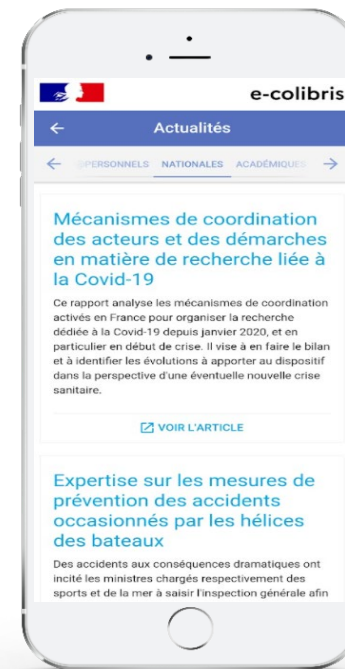 e-colibris
Actualités
PERSONNELS NATIONALES ACADÉMIQUE
Mécanismes de coordination
des acteurs et des démarches
en matière de recherche liée à
la Covid-19
Ce rapport analyse les mécanismes de coordination
activés en France pour organiser la recherche
dédiée à la Covid-19 depuis janvier 2020, et en
particulier en début de crise. Il vise à en faire le bilan
et à identifier les évolutions à apporter au dispositif
dans la perspective d'une éventuelle nouvelle crise
sanitaire.
VOIR L'ARTICLE
Expertise sur les mesures de
prévention des accidents
occasionnés par les hélices
des bateaux
Des accidents aux conséquences dramatiques ont
incité les ministres chargés respectivement des
sports et de la mer à saisir l'inspection générale afin